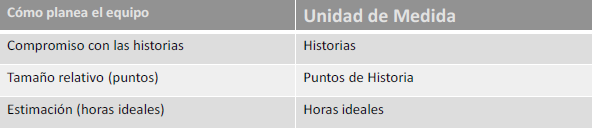 Cómo planea el equipo Unidad de Medida
Compromiso con las historias Historias
Tamaño relativo (puntos) Puntos de Historia
Estimación (horas ideales) Horas ideales